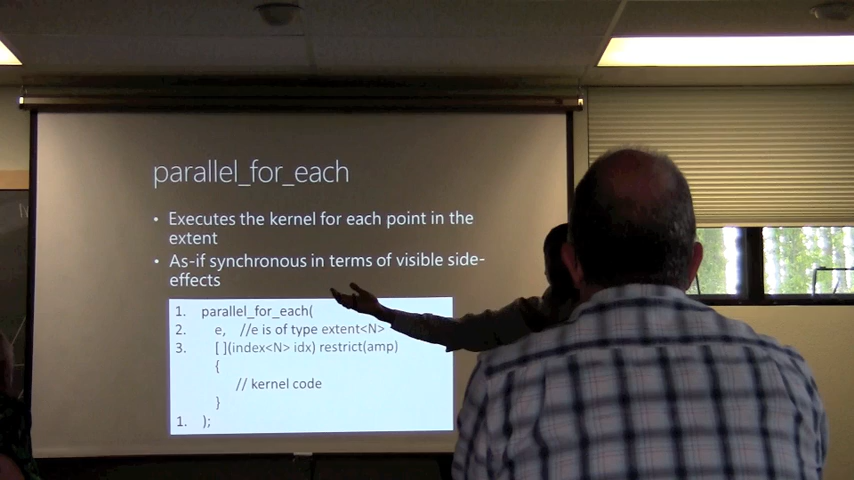 parallel_for_each
• Executes the kernel for each point in the
extent
• As-if synchronous in terms of visible side-
effects
1. parallel_for_each(
2. e, //e is of type extent<N>
3. [ ](index<N> idx) restrict(amp)
{
// kernel code
}
1. );